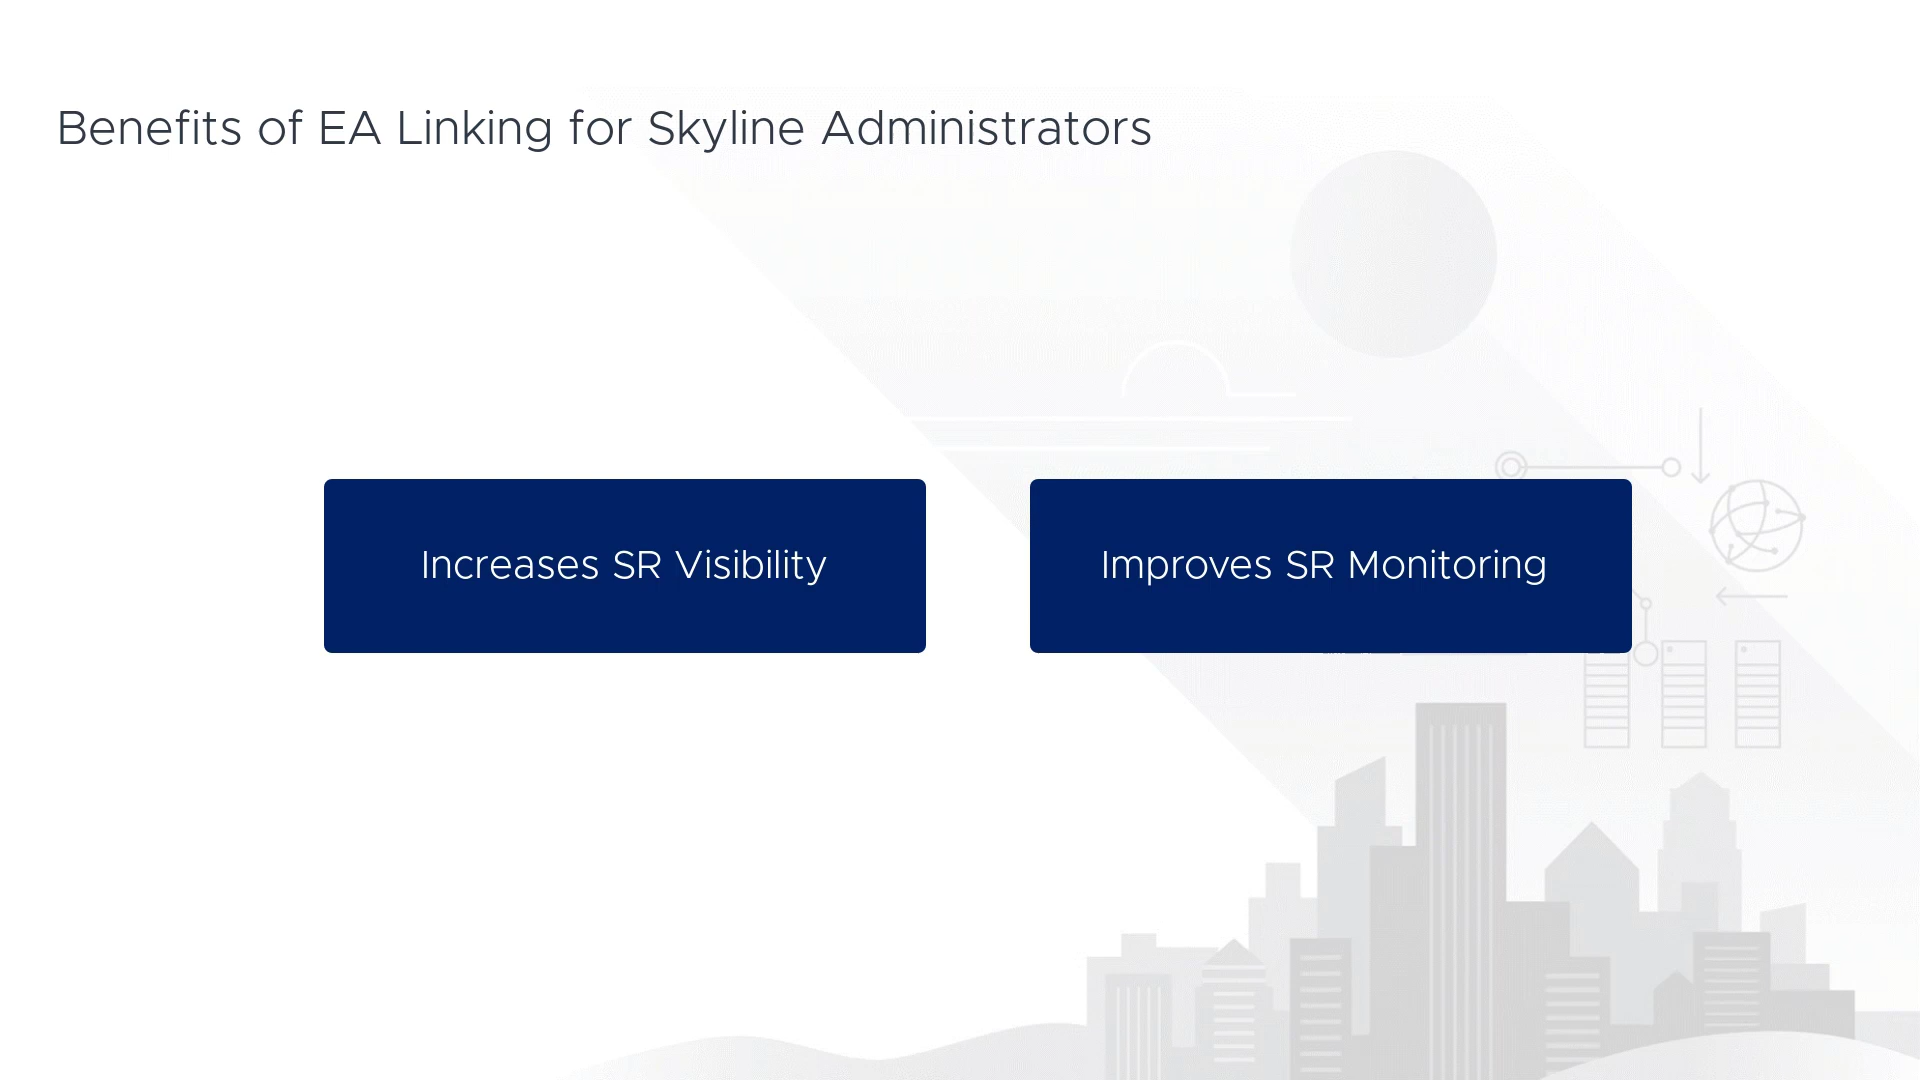 Benefits of EA Linking for Skyline Administrators
Increases SR Visibility
Improves SR Monitoring